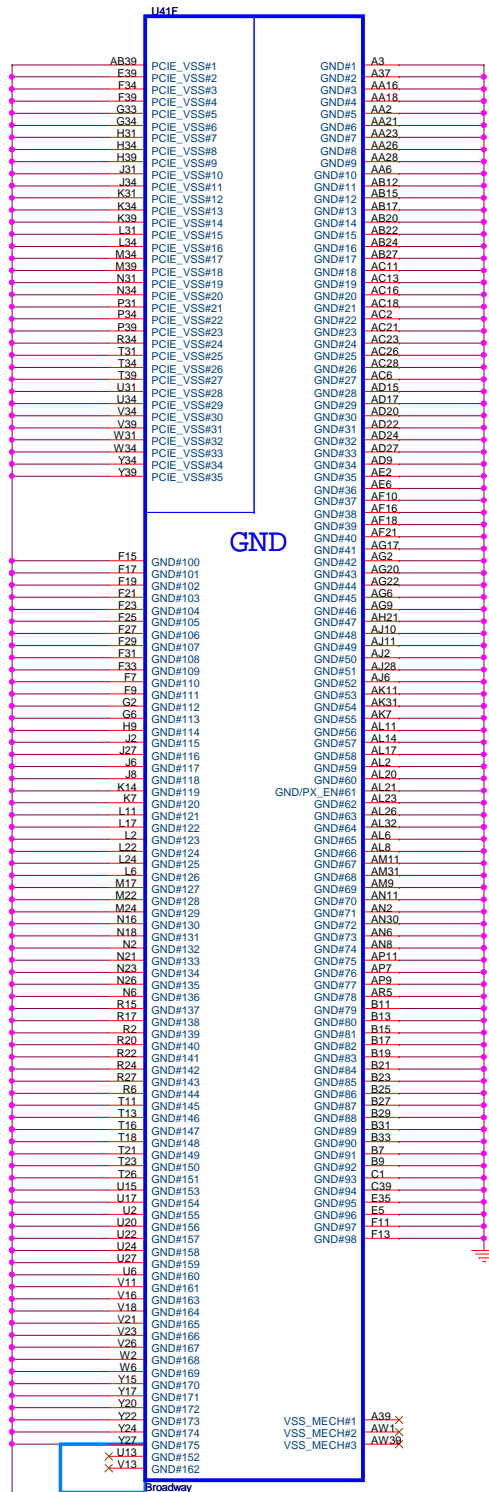 U41F
AB39 PCIE_VSS#1
E39 PCIE_VSS#2
F34 PCIE_VSS#3
F39 PCIE_VSS#4
G33 PCIE_VSS#5
G34 PCIE_VSS#6
H31 PCIE_VSS#7
H34 PCIE_VSS#8
H39 PCIE_VSS#9
J31 PCIE_VSS#10
J34 PCIE_VSS#11
K31 PCIE_VSS#12
K34 PCIE_VSS#13
K39 PCIE_VSS#14
L31 PCIE_VSS#15
L34 PCIE_VSS#16
M34 PCIE_VSS#17
M39 PCIE_VSS#18
N31 PCIE_VSS#19
N34 PCIE_VSS#20
P31 PCIE_VSS#21
P34 PCIE_VSS#22
P39 PCIE_VSS#23
R34 PCIE_VSS#24
T31 PCIE_VSS#25
T34 PCIE_VSS#26
T39 PCIE_VSS#27
U31 PCIE_VSS#28
U34 PCIE_VSS#29
V34 PCIE_VSS#30
V39 PCIE_VSS#31
W31 PCIE_VSS#32
W34 PCIE_VSS#33
Y34 PCIE_VSS#34
Y39 PCIE_VSS#35
GND
F15 GND#100
F17 GND#101
F19 GND#102
F21 GND#103
F23 GND#104
F25 GND#105
F27 GND#106
F29 GND#107
F31 GND#108
F33 GND#109
F7 GND#110
F9 GND#111
G2 GND#112
G6 GND#113
H9 GND#114
J2 GND#115
J27 GND#116
J6 GND#117
J8 GND#118
K14 GND#119
K7 GND#120
L11 GND#121
L17 GND#122
L2 GND#123
L22 GND#124
L24 GND#125
L6 GND#126
M17 GND#127
M22 GND#128
M24 GND#129
N16 GND#130
N18 GND#131
N2 GND#132
N21 GND#133
N23 GND#134
N26 GND#135
N6 GND#136
R15 GND#137
R17 GND#138
R2 GND#139
R20 GND#140
R22 GND#141
R24 GND#142
R27 GND#143
R6 GND#144
T11 GND#145
T13 GND#146
T16 GND#147
T18 GND#148
T21 GND#149
T23 GND#150
T26 GND#151
U15 GND#153
U17 GND#154
U2 GND#155
U20 GND#156
U22 GND#157
U24 GND#158
U27 GND#159
U6 GND#160
V11 GND#161
V16 GND#163
V18 GND#164
V21 GND#165
V23 GND#166
V26 GND#167
W2 GND#168
W6 GND#169
Y15 GND#170
Y17 GND#171
Y20 GND#172
Y22 GND#173
Y24 GND#174
Y27 GND#175
U13 GND#152
V13 GND#162
GND#1 A3
GND#2 A37
GND#3 AA16
GND#4 AA18
GND#5 AA2
GND#6 AA21
GND#7 AA23
GND#8 AA26
GND#9 AA28
GND#10 AA6
GND#11 AB12
GND#12 AB15
GND#13 AB17
GND#14 AB20
GND#15 AB22
GND#16 AB24
GND#17 AB27
GND#18 AC11
GND#19 AC13
GND#20 AC16
GND#21 AC18
GND#22 AC2
GND#23 AC21
GND#24 AC23
GND#25 AC26
GND#26 AC28
GND#27 AC6
GND#28 AD15
GND#29 AD17
GND#30 AD20
GND#31 AD22
GND#32 AD24
GND#33 AD27
GND#34 AD9
GND#35 AE2
GND#36 AE6
GND#37 AF10
GND#38 AF16
GND#39 AF18
GND#40 AF21
GND#41 AG17
GND#42 AG2
GND#43 AG20
GND#44 AG22
GND#45 AG6
GND#46 AG9
GND#47 AH21
GND#48 AJ10
GND#49 AJ11
GND#50 AJ2
GND#51 AJ28
GND#52 AJ6
GND#53 AK11
GND#54 AK31
GND#55 AK7
GND#56 AL11
GND#57 AL14
GND#58 AL17
GND#59 AL2
GND#60 AL20
GND/PX_EN#61 AL21
GND#62 AL23
GND#63 AL26
GND#64 AL32
GND#65 AL6
GND#66 AL8
GND#67 AM11
GND#68 AM31
GND#69 AM9
GND#70 AN11
GND#71 AN2
GND#72 AN30
GND#73 AN6
GND#74 AN8
GND#75 AP11
GND#76 AP7
GND#77 AP9
GND#78 AR5
GND#79 B11
GND#80 B13
GND#81 B15
GND#82 B17
GND#83 B19
GND#84 B21
GND#85 B23
GND#86 B25
GND#87 B27
GND#88 B29
GND#89 B31
GND#90 B33
GND#91 B7
GND#92 B9
GND#93 C1
GND#94 C39
GND#95 E35
GND#96 E5
GND#97 F11
GND#98 F13
VSS_MECH#1 A39
VSS_MECH#2 AW1
VSS_MECH#3 AW39
Broadway